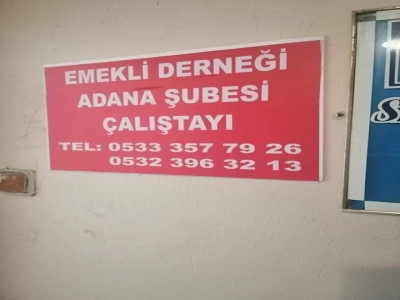 EMEKLİ DERNEĞİ
ADANA ŞUBESİ
ÇALIŞTAYI
TEL: 0533 357 79 26
0532 396 32 13